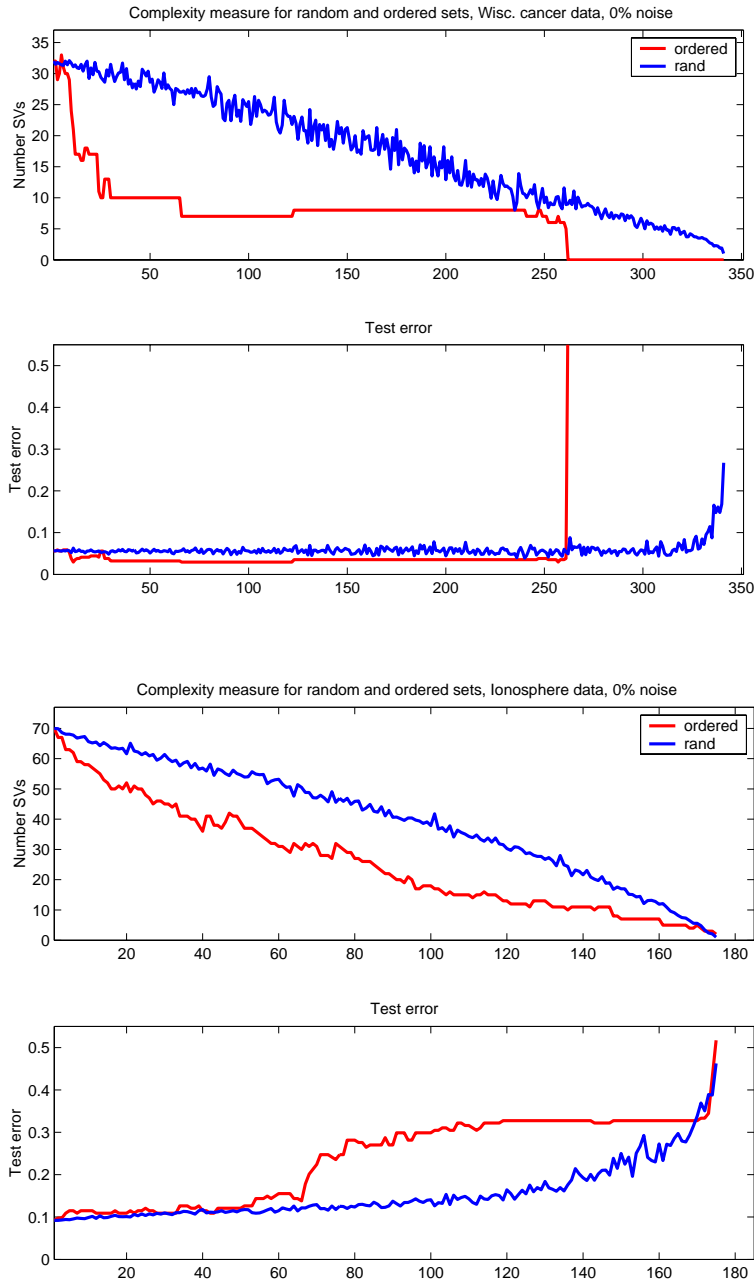 Complexity measure for random and ordered sets, Wisc. cancer data, 0% noise
35
30
25
20
15
10
5
0
Number SVs
ordered
rand
50 100 150 200 250 300 350
Test error
0.5
0.4
0.3
0.2
0.1
0
Test error
50 100 150 200 250 300 350
Complexity measure for random and ordered sets, Ionosphere data, 0% noise
70
60
50
40
30
20
10
0
Number SVs
ordered
rand
20 40 60 80 100 120 140 160 180
Test error
0.5
0.4
0.3
0.2
0.1
0
Test error
20 40 60 80 100 120 140 160 180